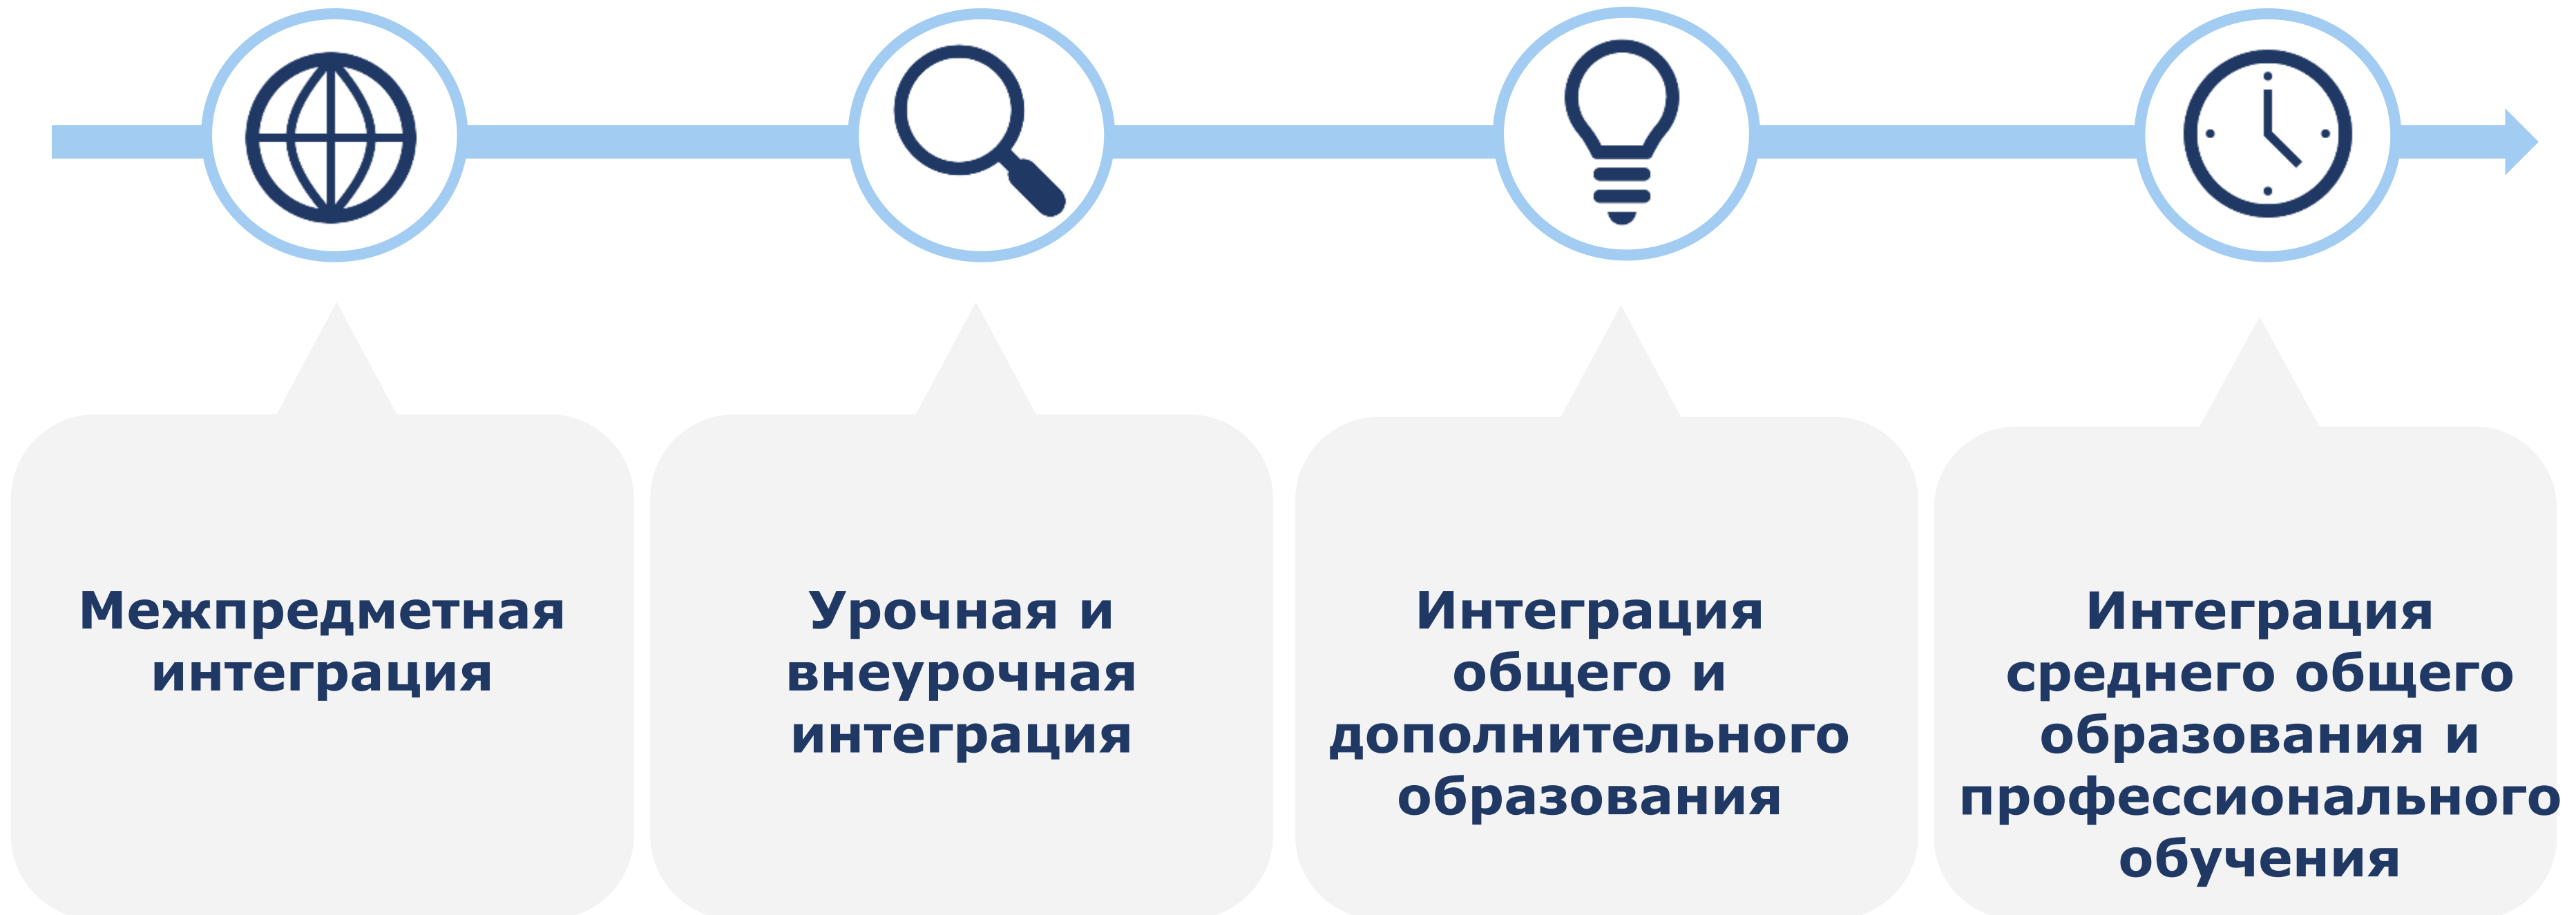 Межпредметная
интеграция
Урочная и
внеурочная
интеграция
Интеграция
общего и
дополнительного
образования
Интеграция
среднего общего
образования и
профессионального
обучения